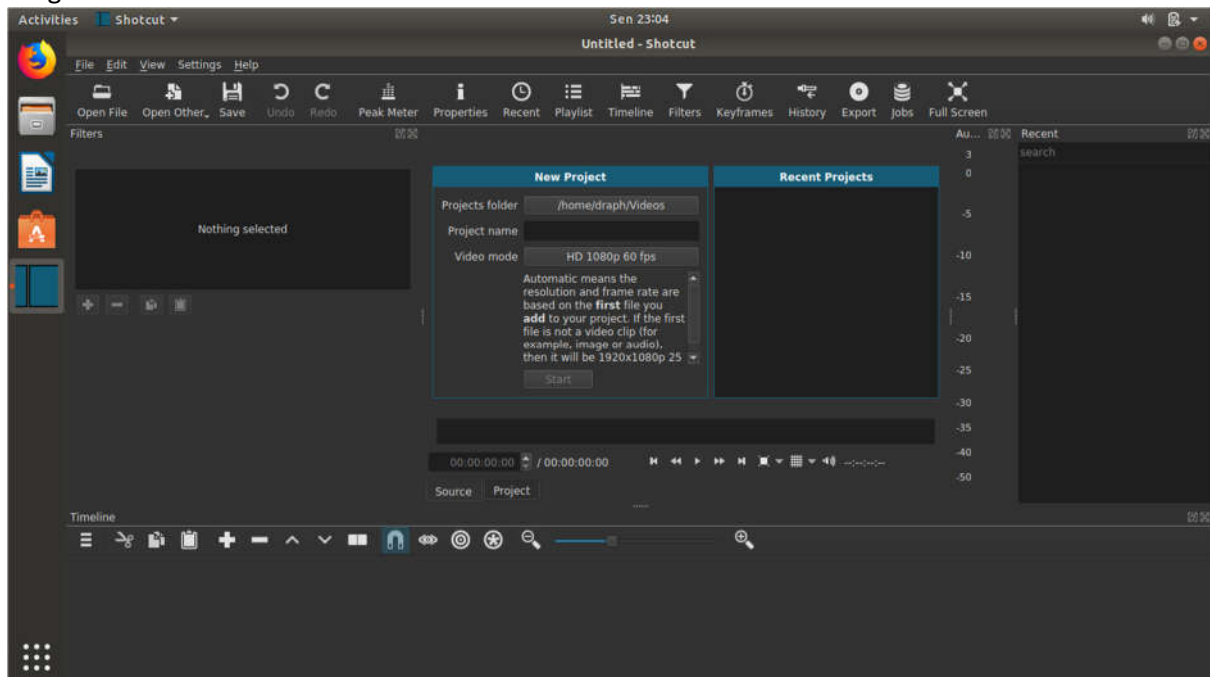 Activities Shotcut Sen 23:04
Untitled - Shotcut
File Edit View Settings Help
Open File Open Other.. Save Undo Redo Peak Meter Properties Recent Playlist Timeline Filters Keyframes History Export Jobs Full Screen
Filters
Au... Recent
search
Nothing selected
New Project
Projects folder /home/draph/Videos
Project name
Video mode HD 1080p 60 fps
Automatic means the
resolution and frame rate are
based on the first file you
add to your project. If the first
file is not a video clip (for
example, image or audio),
then it will be 1920x1080p 25
Start
Recent Projects
3
0
-5
-10
-15
-20
-25
-30
-35
-40
-50
00:00:00:00 / 00:00:00:00 --:--:--:--
Source Project
Timeline